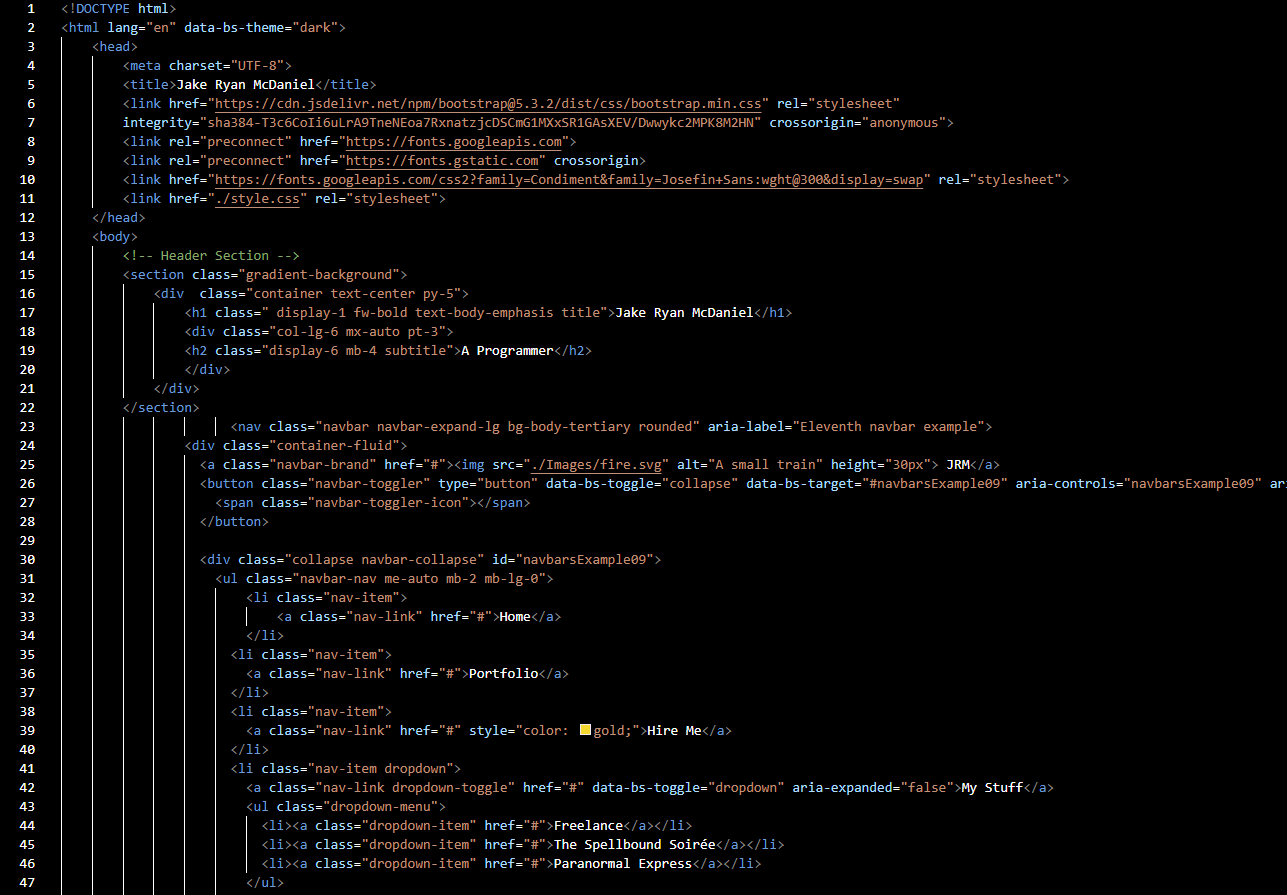 1 <!DOCTYPE html>
2 <html lang="en" data-bs-theme="dark">
3 <head>
4 <meta charset="UTF-8">
5 <title>Jake Ryan McDaniel</title>
6 <link href="https://cdn.jsdelivr.net/npm/bootstrap@5.3.2/dist/css/bootstrap.min.css" rel="stylesheet"
7 integrity="sha384-T3c6CoIi6uLrA9TneNEoa7RxnatzjcDSCmG1MXxSR1GAsXEV/Dwwykc2MPK8M2HN" crossorigin="anonymous">
8 <link rel="preconnect" href="https://fonts.googleapis.com">
9 <link rel="preconnect" href="https://fonts.gstatic.com" crossorigin>
10 <link href="https://fonts.googleapis.com/css2?family=Condiment&family=Josefin+Sans:wght@300&display=swap" rel="stylesheet">
11 <link href="./style.css" rel="stylesheet">
12 </head>
13 <body>
14 <!-- Header Section -->
15 <section class="gradient-background">
16 <div  class="container text-center py-5">
17 <h1 class=" display-1 fw-bold text-body-emphasis title">Jake Ryan McDaniel</h1>
18 <div class="col-lg-6 mx-auto pt-3">
19 <h2 class="display-6 mb-4 subtitle">A Programmer</h2>
20 </div>
21 </div>
22 </section>
23 <nav class="navbar navbar-expand-lg bg-body-tertiary rounded" aria-label="Eleventh navbar example">
24 <div class="container-fluid">
25 <a class="navbar-brand" href="#"><img src="./Images/fire.svg" alt="A small train" height="30px"> JRM</a>
26 <button class="navbar-toggler" type="button" data-bs-toggle="collapse" data-bs-target="#navbarsExample09" aria-controls="navbarsExample09" ar
27 <span class="navbar-toggler-icon"></span>
28 </button>
29
30 <div class="collapse navbar-collapse" id="navbarsExample09">
31 <ul class="navbar-nav me-auto mb-2 mb-lg-0">
32 <li class="nav-item">
33 <a class="nav-link" href="#">Home</a>
34 </li>
35 <li class="nav-item">
36 <a class="nav-link" href="#">Portfolio</a>
37 </li>
38 <li class="nav-item">
39 <a class="nav-link" href="#" style="color: gold;">Hire Me</a>
40 </li>
41 <li class="nav-item dropdown">
42 <a class="nav-link dropdown-toggle" href="#" data-bs-toggle="dropdown" aria-expanded="false">My Stuff</a>
43 <ul class="dropdown-menu">
44 <li><a class="dropdown-item" href="#">Freelance</a></li>
45 <li><a class="dropdown-item" href="#">The Spellbound Soirée</a></li>
46 <li><a class="dropdown-item" href="#">Paranormal Express</a></li>
47 </ul>